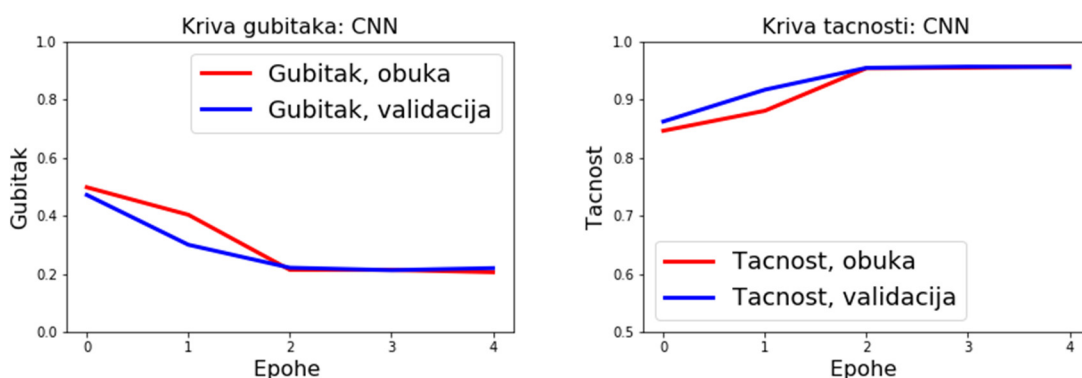 Kriva gubitaka: CNN
1.0
0.8
0.6
0.4
0.2
0.0
Gubitak
Gubitak, obuka
Gubitak, validacija
0
1
2
3
4
Epohe
Kriva tacnosti: CNN
1.0
0.9
0.8
0.7
0.6
0.5
Tacnost
Tacnost, obuka
Tacnost, validacija
0
1
2
3
4
Epohe